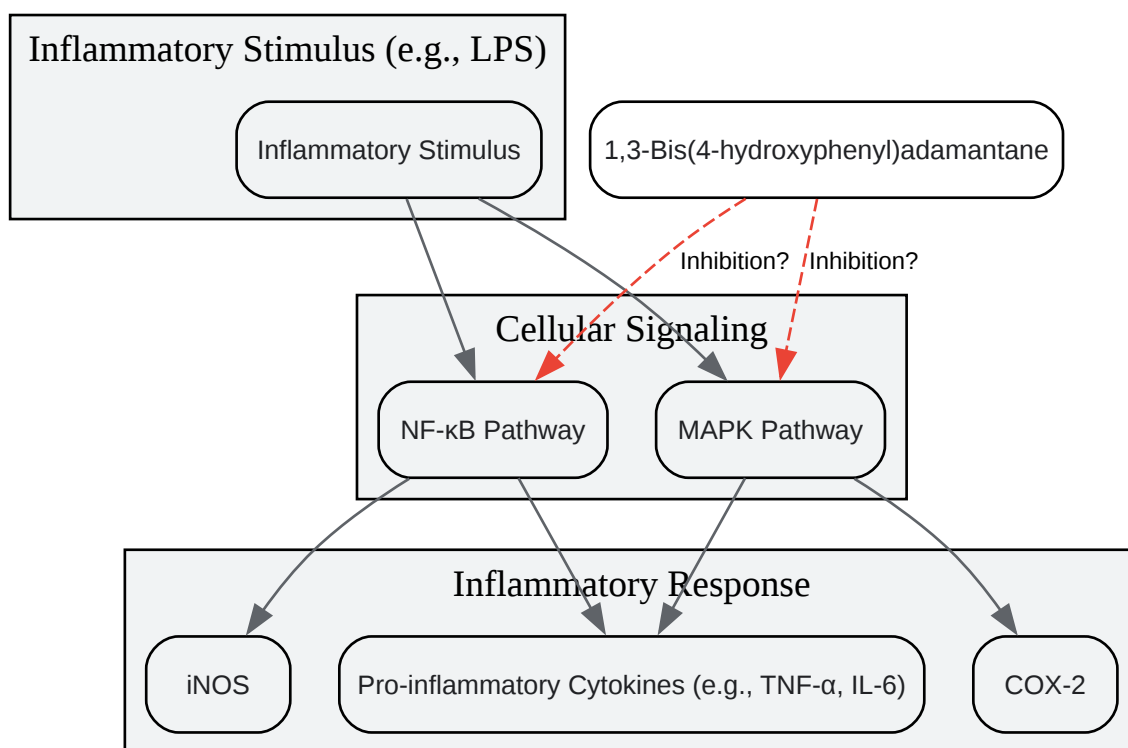 Inflammatory Stimulus (e.g., LPS)
Inflammatory Stimulus
1,3-Bis(4-hydroxyphenyl)adamantane
Inhibition?
Inhibition?
Cellular Signaling
NF-κB Pathway
MAPK Pathway
Inflammatory Response
iNOS
Pro-inflammatory Cytokines (e.g., TNF-α, IL-6)
COX-2